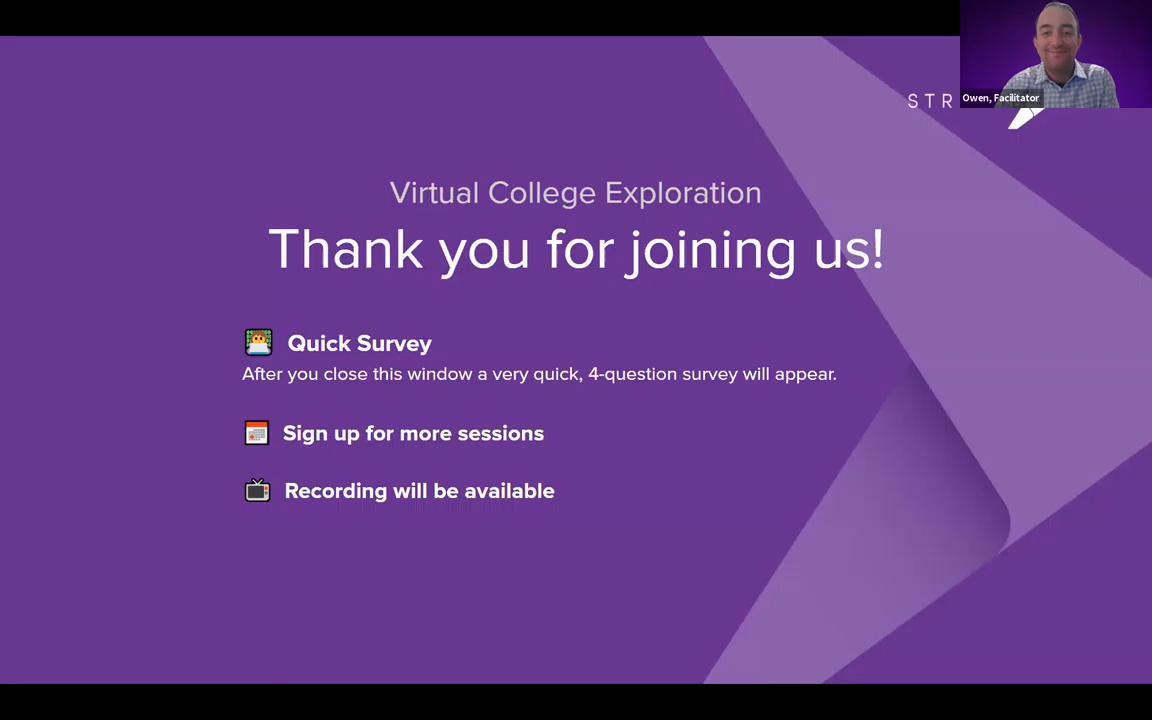 STR
Owen, Facilitator
Virtual College Exploration
Thank you for joining us!
Quick Survey
After you close this window a very quick, 4-question survey will appear.
Sign up for more sessions
Recording will be available